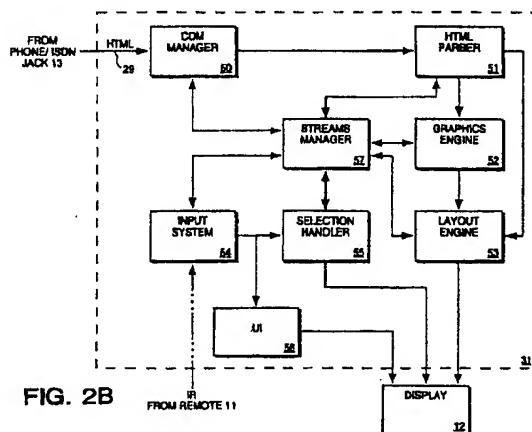 FROM
PHONE/ISDN
JACK 13
HTML
29
COM
MANAGER
50
HTML
PARSER
51
STREAMS
MANAGER
57
GRAPHICS
ENGINE
52
INPUT
SYSTEM
54
SELECTION
HANDLER
55
LAYOUT
ENGINE
53
UI
56
31
FIG. 2B
IR
FROM REMOTE 11
DISPLAY
12